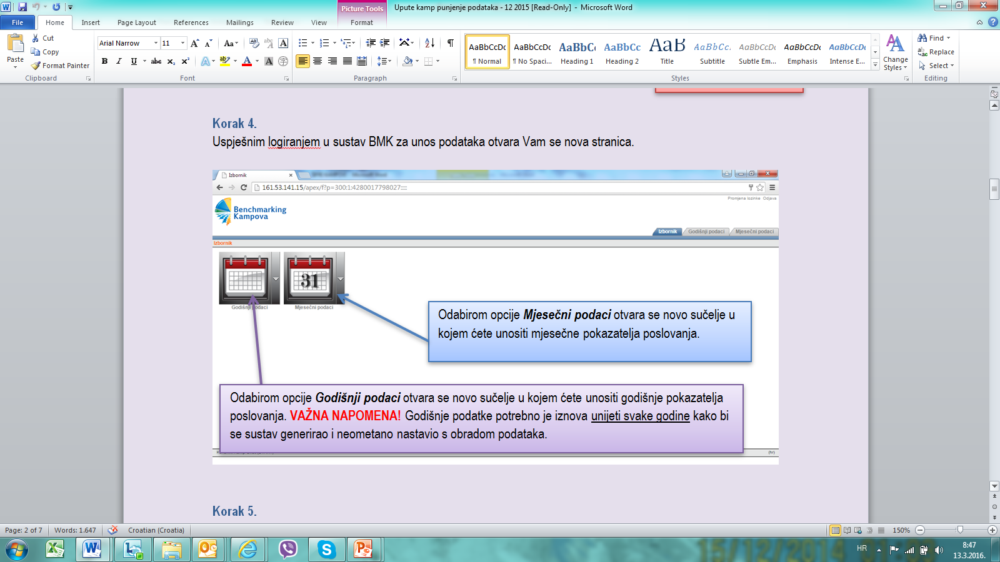 Upute kamp punjenje podataka - 12 2015 [Read-Only] - Microsoft Word
Picture Tools
File Home Insert Page Layout References Mailings Review View Format
Paste
Cut
Copy
Format Painter
Clipboard
Arial Narrow 11
Font
Paragraph
AaBbCcDc AaBbCcDc AaBbC AaBbCc AaB AaBbCc. AaBbCcDc AaBbCcDc AaBbCcDc
¶ Normal ¶ No Spaci... Heading 1 Heading 2 Title Subtitle Subtle Em... Emphasis Intense E...
Styles
Change Styles
Find
Replace
Select
Editing
Korak 4.
Uspješnim logiranjem u sustav BMK za unos podataka otvara Vam se nova stranica.
Izbornik
161.53.141.15/apex/f?p=300:1:4280017798027:::::
Promjena lozinke Odjava
Benchmarking
Kampova
Izbornik Godišnji podaci Mjesečni podaci
Izbornik
31
Godišnji podaci Mjesečni podaci
Odabirom opcije Mjesečni podaci otvara se novo sučelje u
kojem ćete unositi mjesečne pokazatelja poslovanja.
Odabirom opcije Godišnji podaci otvara se novo sučelje u kojem ćete unositi godišnje pokazatelja
poslovanja. VAŽNA NAPOMENA! Godišnje podatke potrebno je iznova unijeti svake godine kako bi
se sustav generirao i neometano nastavio s obradom podataka.
(hr)
Korak 5.
Page: 2 of 7 Words: 1.647 Croatian (Croatia) 150%
HR
8:47
13.3.2016.